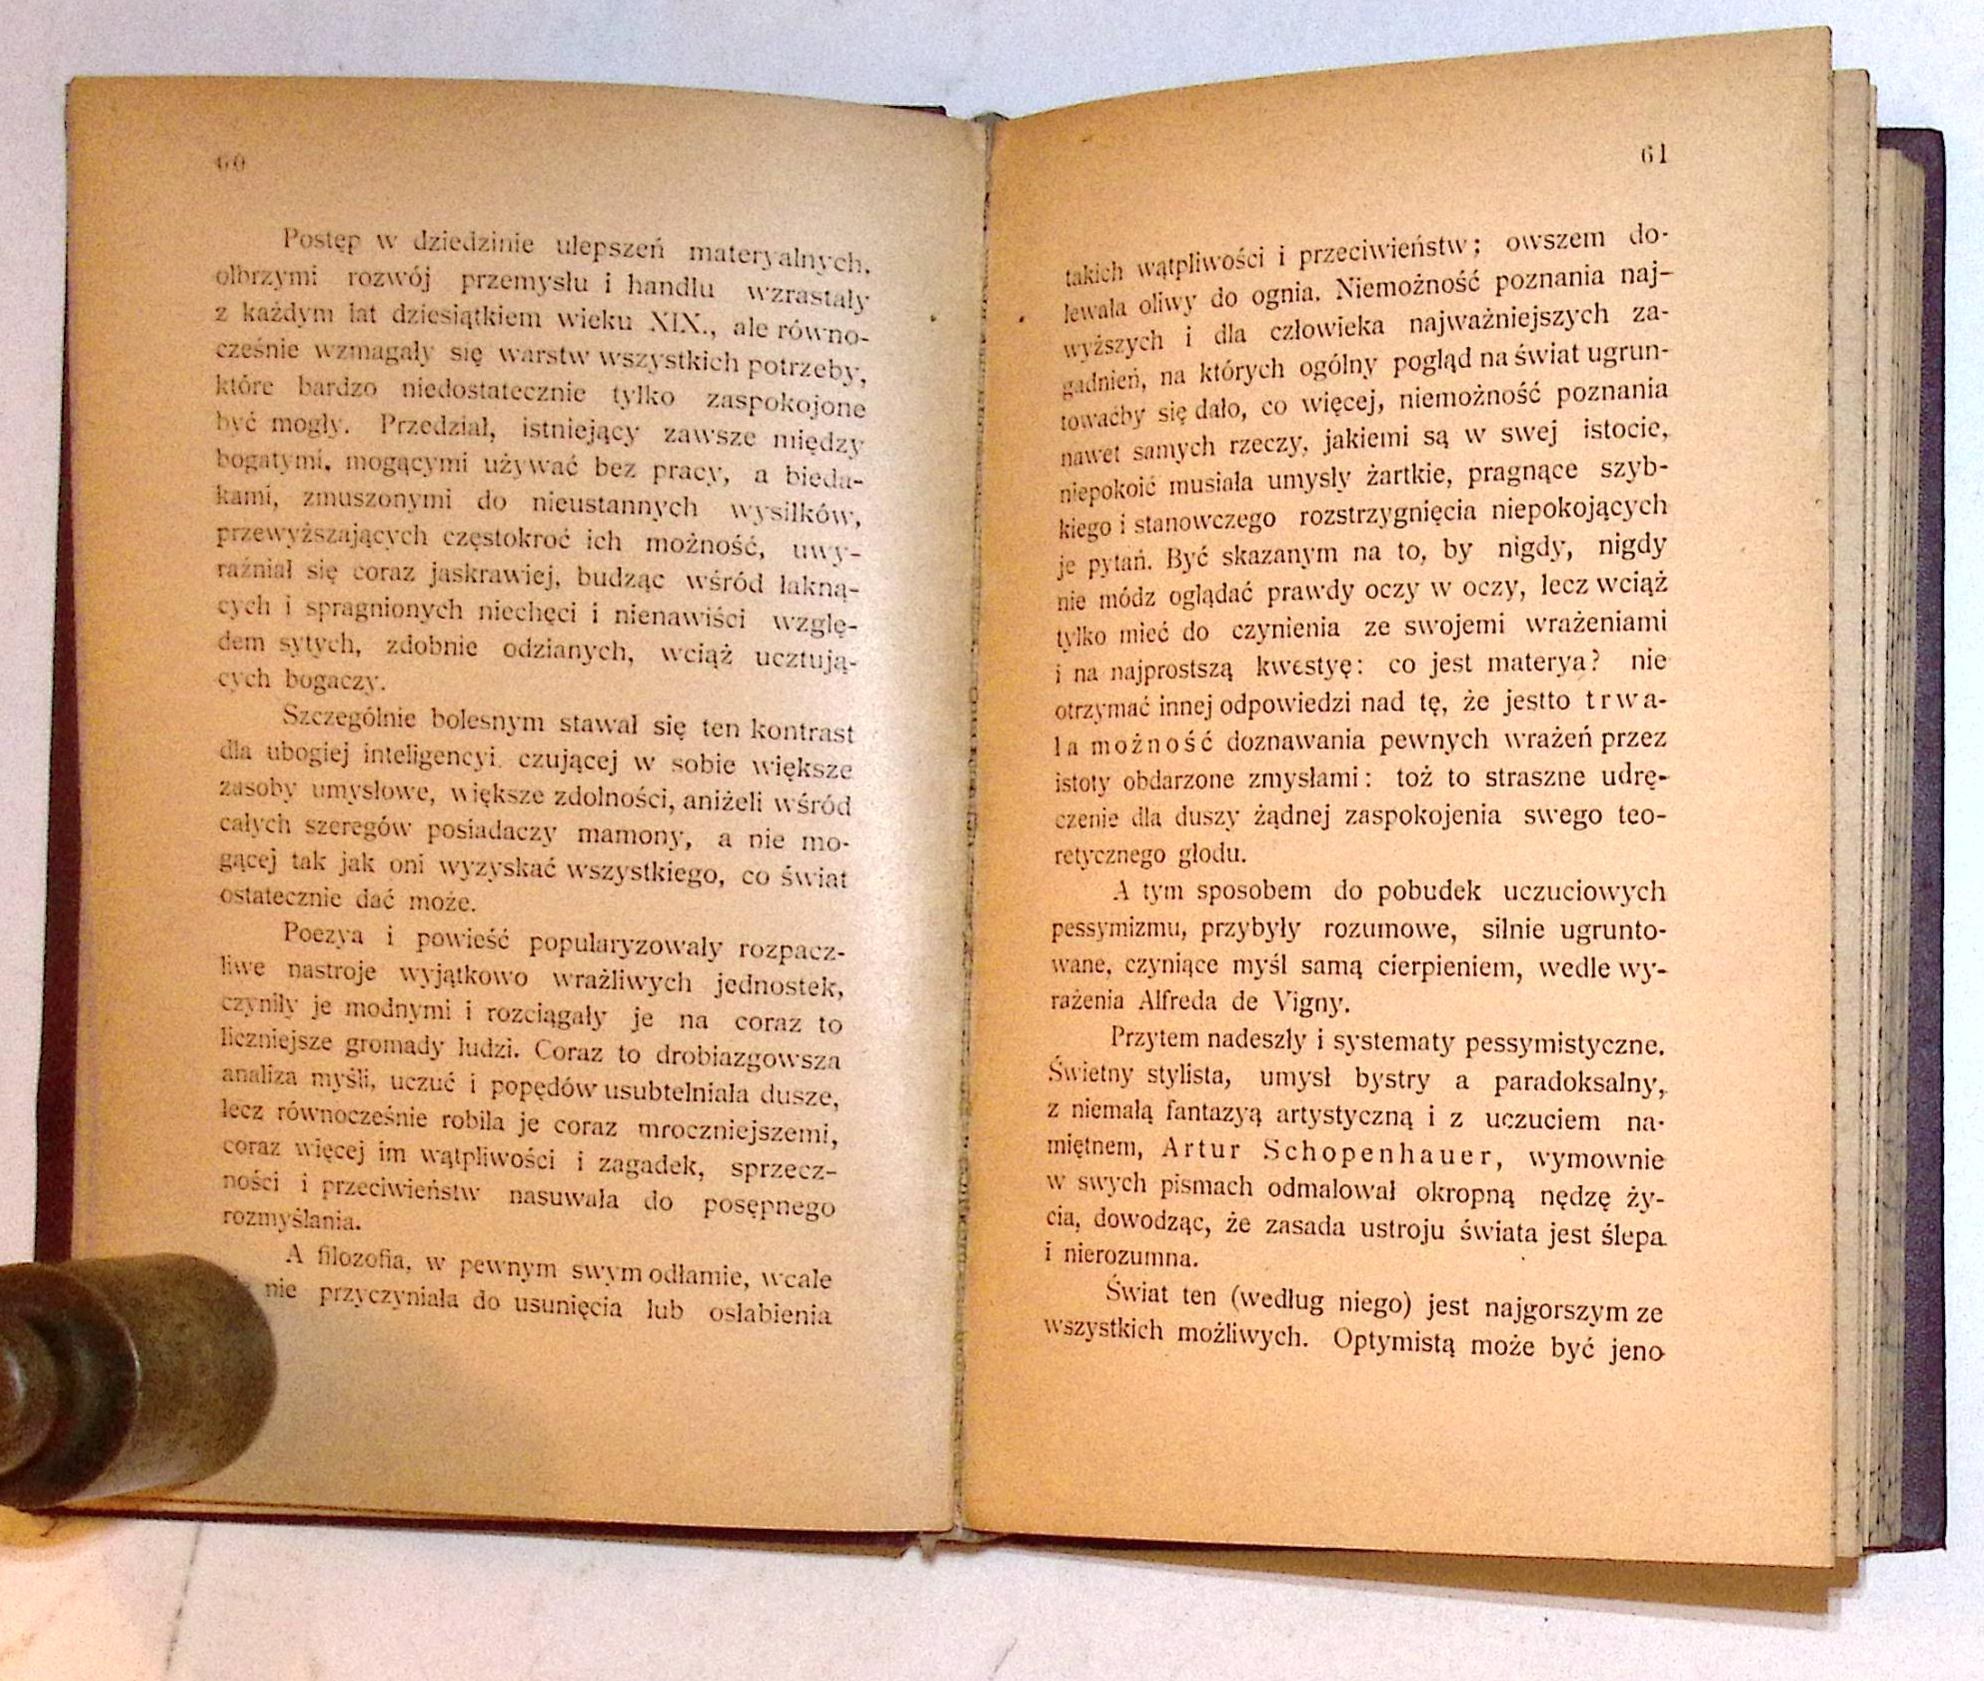 60
Postęp w dziedzinie ulepszeń materyalnych,
olbrzymi rozwój przemysłu i handlu wzrastały
z każdym lat dziesiątkiem wieku XIX., ale równo-
cześnie wzmagały się warstw wszystkich potrzeby,
które bardzo niedostatecznie tylko zaspokojone
być mogły. Przedział, istniejący zawsze między
bogatymi, mogącymi używać bez pracy, a bieda-
kami, zmuszonymi do nieustannych wysiłków,
przewyższających częstokroć ich możność, uwy-
raźniał się coraz jaskrawiej, budząc wśród łakną-
cych i spragnionych niechęci i nienawiści wzglę-
dem sytych, zdobnie odzianych, wciąż ucztują-
cych bogaczy.
Szczególnie bolesnym stawał się ten kontrast
dla ubogiej inteligencyi czującej w sobie większe
zasoby umysłowe, większe zdolności, aniżeli wśród
całych szeregów posiadaczy mamony, a nie mo-
gącej tak jak oni wyzyskać wszystkiego, co świat
ostatecznie dać może.
Poezya i powieść popularyzowały rozpacz-
liwe nastroje wyjątkowo wrażliwych jednostek,
czyniły je modnymi i rozciągały je na coraz to
liczniejsze gromady ludzi. Coraz to drobiazgowsza
analiza myśli, uczuć i popędów usubtelniała dusze,
lecz równocześnie robiła je coraz mroczniejszemi,
coraz więcej im wątpliwości i zagadek, sprzecz-
ności i przeciwieństw nasuwała do posępnego
rozmyślania.
A filozofia, w pewnym swym odłamie, wcale
nie przyczyniała do usunięcia lub osłabienia
61
takich wątpliwości i przeciwieństw; owszem do-
lewała oliwy do ognia. Niemożność poznania naj-
wyższych i dla człowieka najważniejszych za-
gadnień, na których ogólny pogląd na świat ugrun-
towaćby się dało, co więcej, niemożność poznania
nawet samych rzeczy, jakiemi są w swej istocie,
niepokoić musiała umysły żartkie, pragnące szyb-
kiego i stanowczego rozstrzygnięcia niepokojących
je pytań. Być skazanym na to, by nigdy, nigdy
nie módz oglądać prawdy oczy w oczy, lecz wciąż
tylko mieć do czynienia ze swojemi wrażeniami
i na najprostszą kwestyę: co jest materya? nie
otrzymać innej odpowiedzi nad tę, że jestto trwa-
ła możność doznawania pewnych wrażeń przez
istoty obdarzone zmysłami: toż to straszne udrę-
czenie dla duszy żądnej zaspokojenia swego teo-
retycznego głodu.
A tym sposobem do pobudek uczuciowych
pessymizmu, przybyły rozumowe, silnie ugrunto-
wane, czyniące myśl samą cierpieniem, wedle wy-
rażenia Alfreda de Vigny.
Przytem nadeszły i systematy pessymistyczne.
Świetny stylista, umysł bystry a paradoksalny,
z niemałą fantazyą artystyczną i z uczuciem na-
miętnem, Artur Schopenhauer, wymownie
w swych pismach odmalował okropną nędzę ży-
cia, dowodząc, że zasada ustroju świata jest ślepa
i nierozumna.
Świat ten (według niego) jest najgorszym ze
wszystkich możliwych. Optymistą może być jeno